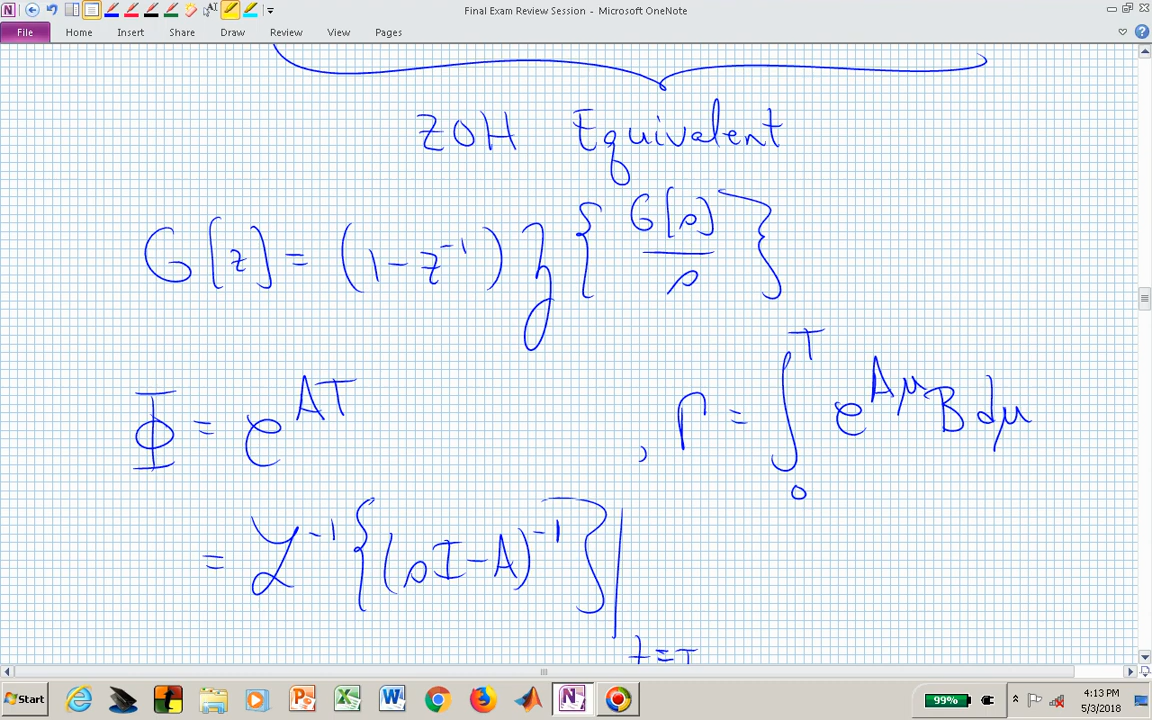 Final Exam Review Session - Microsoft OneNote
File Home Insert Share Draw Review View Pages
ZOH Equivalent
G[z] = (1 - z^{-1}) 𝒵 { G[s] / s }
Φ = e^{AT} , Γ = ∫_0^T e^{Aμ} B dμ
= ℒ^{-1} { (sI - A)^{-1} } |
t = T
Start
99%
4:13 PM
5/3/2018